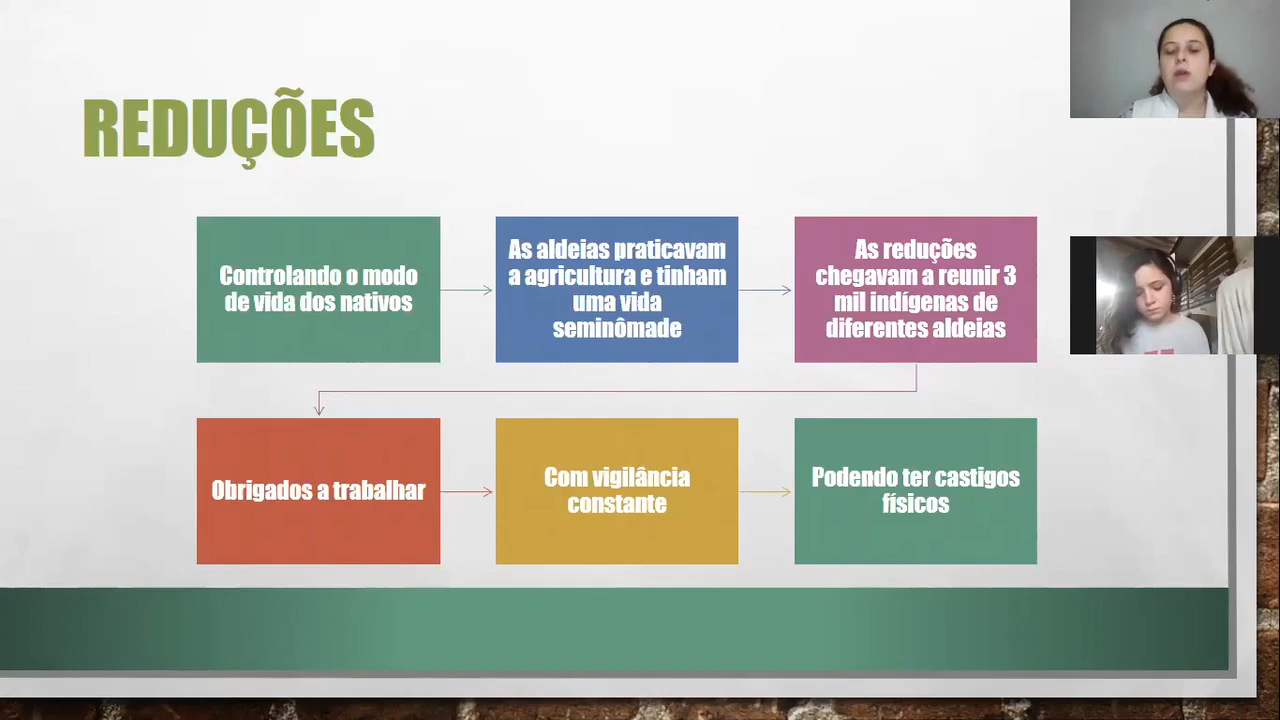 REDUÇÕES
Controlando o modo
de vida dos nativos
As aldeias praticavam
a agricultura e tinham
uma vida
seminômade
As reduções
chegavam a reunir 3
mil indígenas de
diferentes aldeias
Obrigados a trabalhar
Com vigilância
constante
Podendo ter castigos
físicos